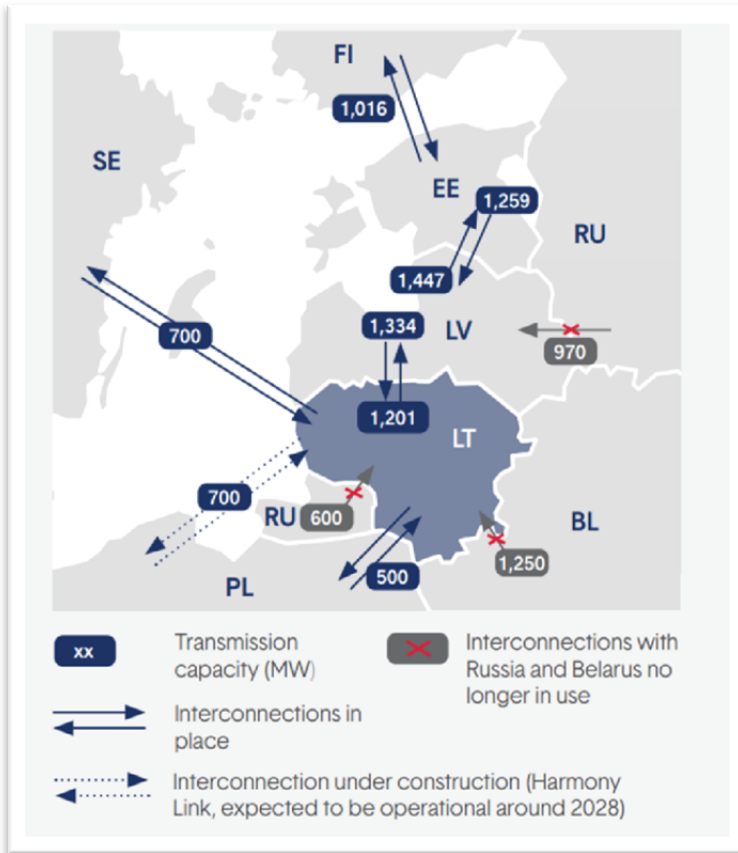 FI
1,016
SE
EE
1,259
RU
1,447
1,334
LV
700
970
1,201
LT
700
RU
600
BL
1,250
500
PL
xx
Transmission
capacity (MW)
Interconnections with
Russia and Belarus no
longer in use
Interconnections in
place
Interconnection under construction (Harmony
Link, expected to be operational around 2028)